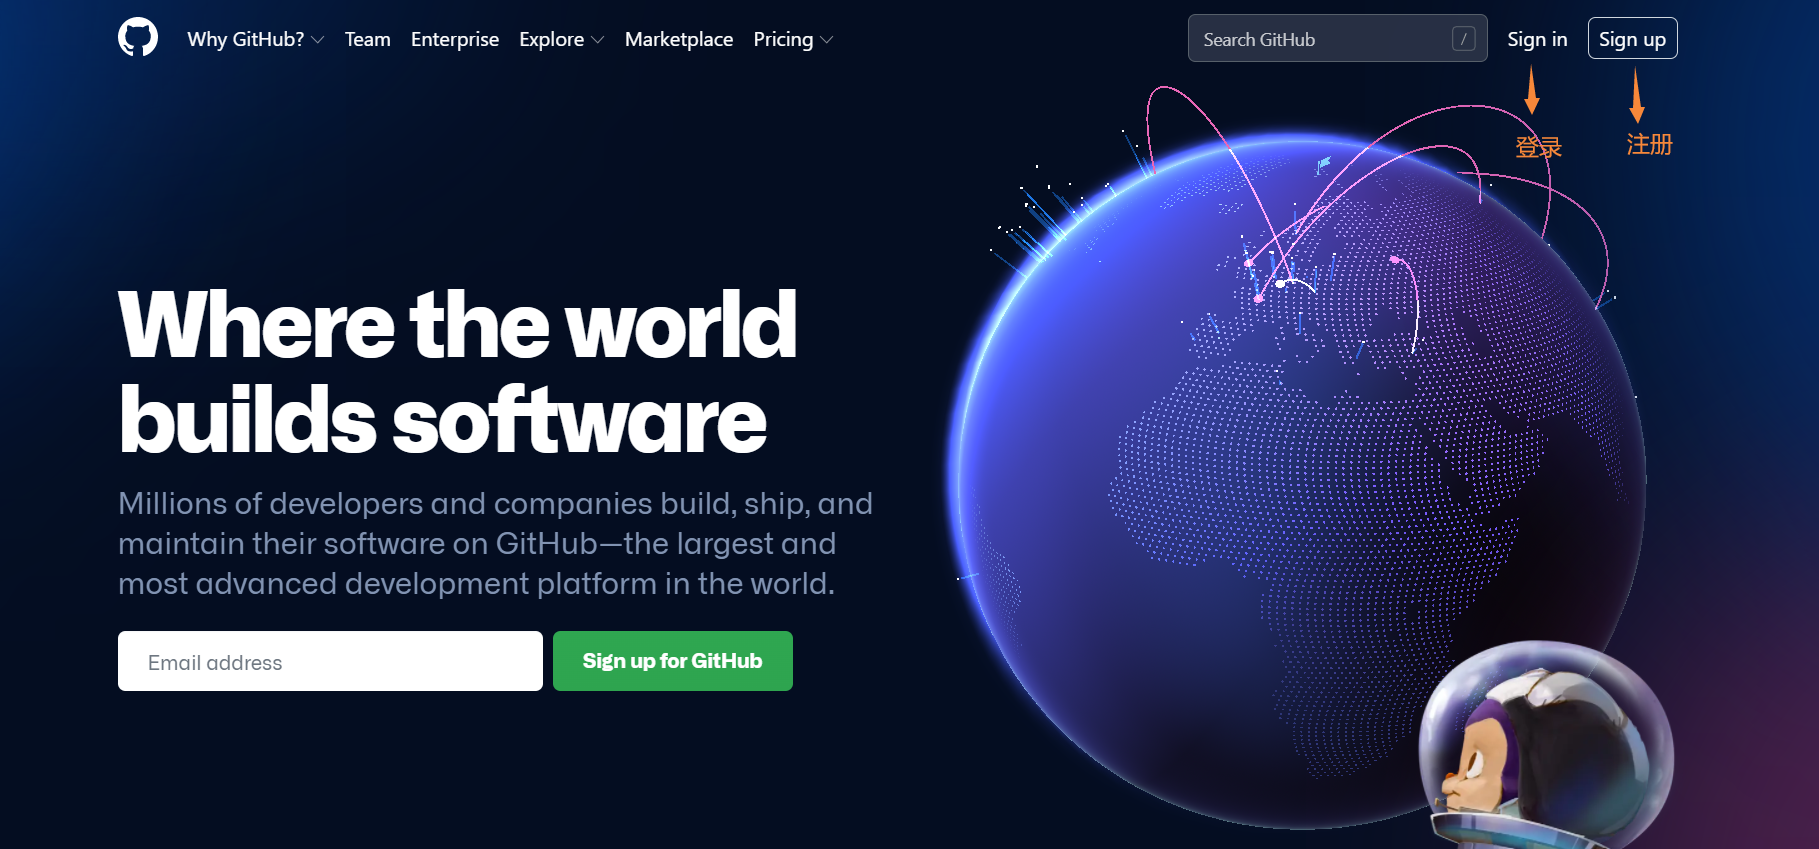 Why GitHub? Team Enterprise Explore Marketplace Pricing Search GitHub / Sign in Sign up
登录 注册
Where the world
builds software
Millions of developers and companies build, ship, and
maintain their software on GitHub—the largest and
most advanced development platform in the world.
Email address Sign up for GitHub